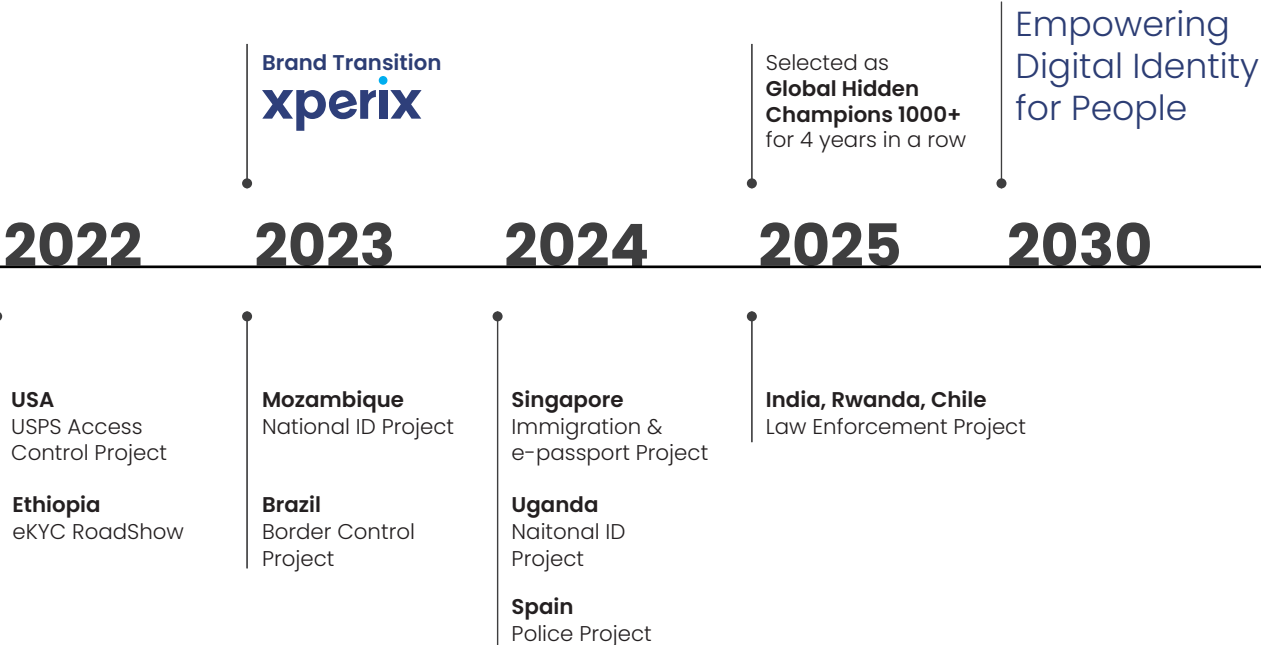 Brand Transition
xperix
Selected as
Global Hidden
Champions 1000+
for 4 years in a row
Empowering
Digital Identity
for People
2022
2023
2024
2025
2030
USA
USPS Access
Control Project
Ethiopia
eKYC RoadShow
Mozambique
National ID Project
Brazil
Border Control
Project
Singapore
Immigration &
e-passport Project
Uganda
Naitonal ID
Project
Spain
Police Project
India, Rwanda, Chile
Law Enforcement Project